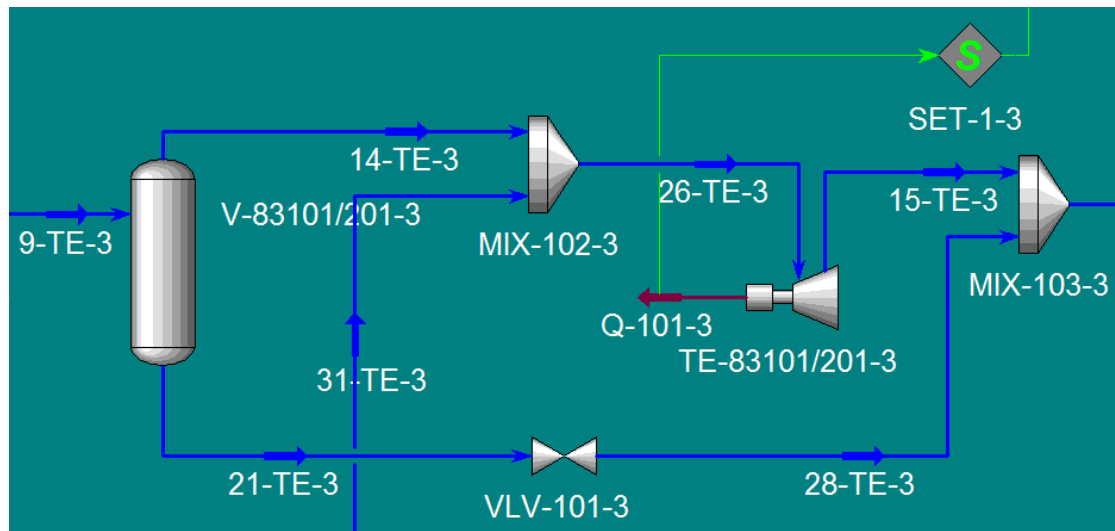 S
SET-1-3
14-TE-3
26-TE-3
15-TE-3
V-83101/201-3
9-TE-3
MIX-102-3
MIX-103-3
Q-101-3
TE-83101/201-3
31-TE-3
21-TE-3
VLV-101-3
28-TE-3